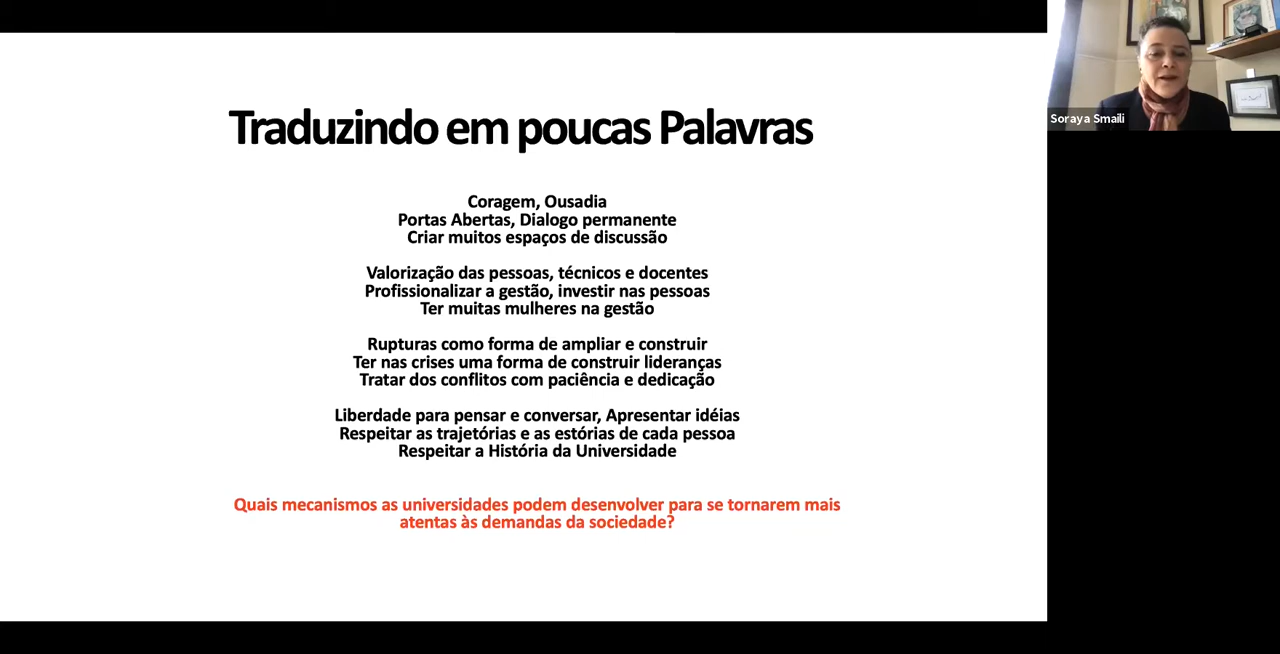 Traduzindo em poucas Palavras
Coragem, Ousadia
Portas Abertas, Dialogo permanente
Criar muitos espaços de discussão
Valorização das pessoas, técnicos e docentes
Profissionalizar a gestão, investir nas pessoas
Ter muitas mulheres na gestão
Rupturas como forma de ampliar e construir
Ter nas crises uma forma de construir lideranças
Tratar dos conflitos com paciência e dedicação
Liberdade para pensar e conversar, Apresentar idéias
Respeitar as trajetórias e as estórias de cada pessoa
Respeitar a História da Universidade
Quais mecanismos as universidades podem desenvolver para se tornarem mais
atentas às demandas da sociedade?
Soraya Smaili